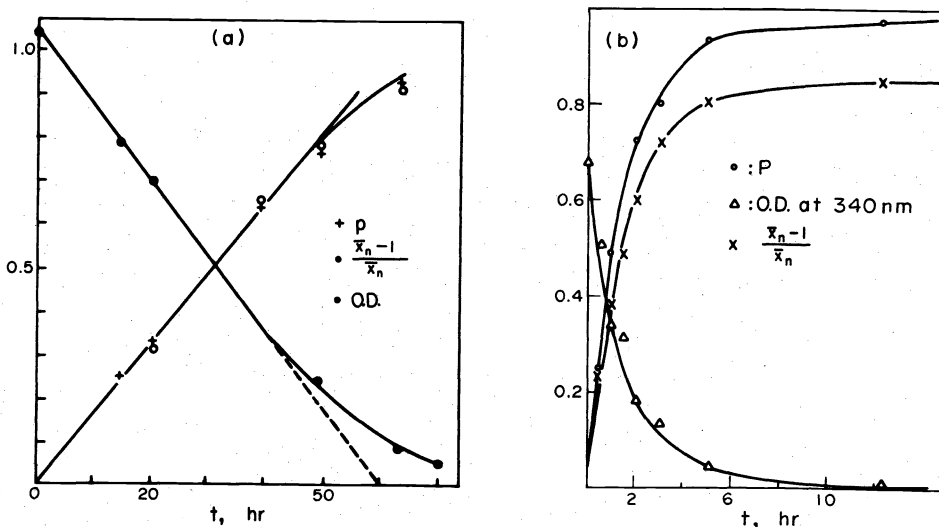 (a)
1.0
0.5
0
+ p
● x̄n −1 / x̄n
● O.D.
0 20 50
t, hr
(b)
0.8
0.6
0.4
0.2
○ : P
△ : O.D. at 340 nm
x x̄n −1 / x̄n
2 6 10
t, hr